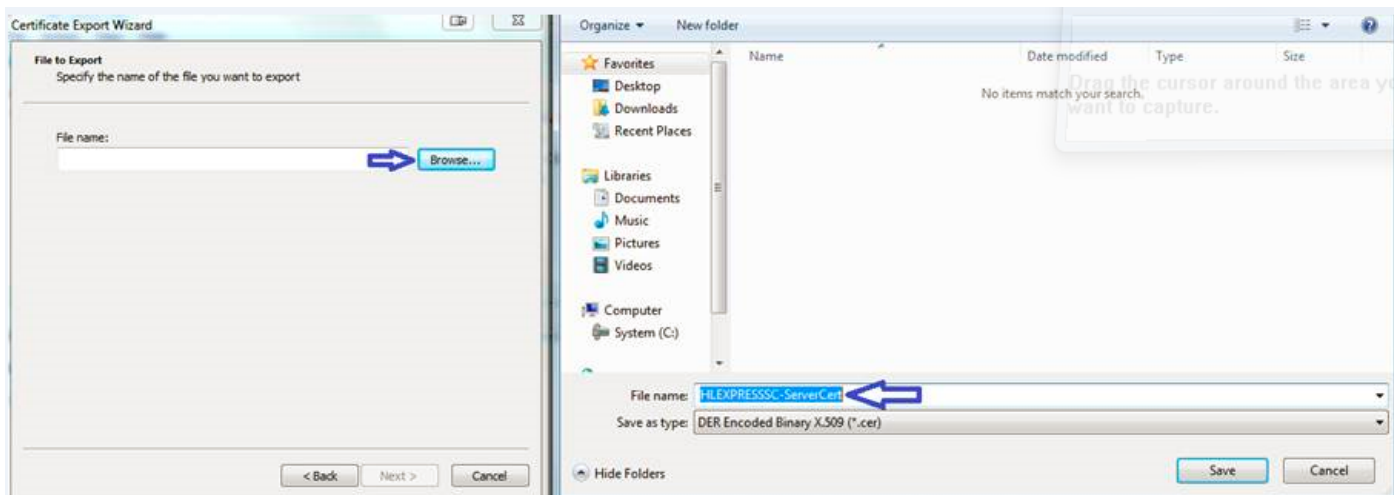 Certificate Export Wizard
File to Export
Specify the name of the file you want to export
File name:
Browse...
< Back
Next >
Cancel
Organize
New folder
Name
Date modified
Type
Size
Favorites
Desktop
Downloads
Recent Places
Libraries
Documents
Music
Pictures
Videos
Computer
System (C:)
No items match your search.
Drag the cursor around the area yo
want to capture.
File name: HLEXPRESSSC-ServerCert
Save as type: DER Encoded Binary X.509 (*.cer)
Hide Folders
Save
Cancel